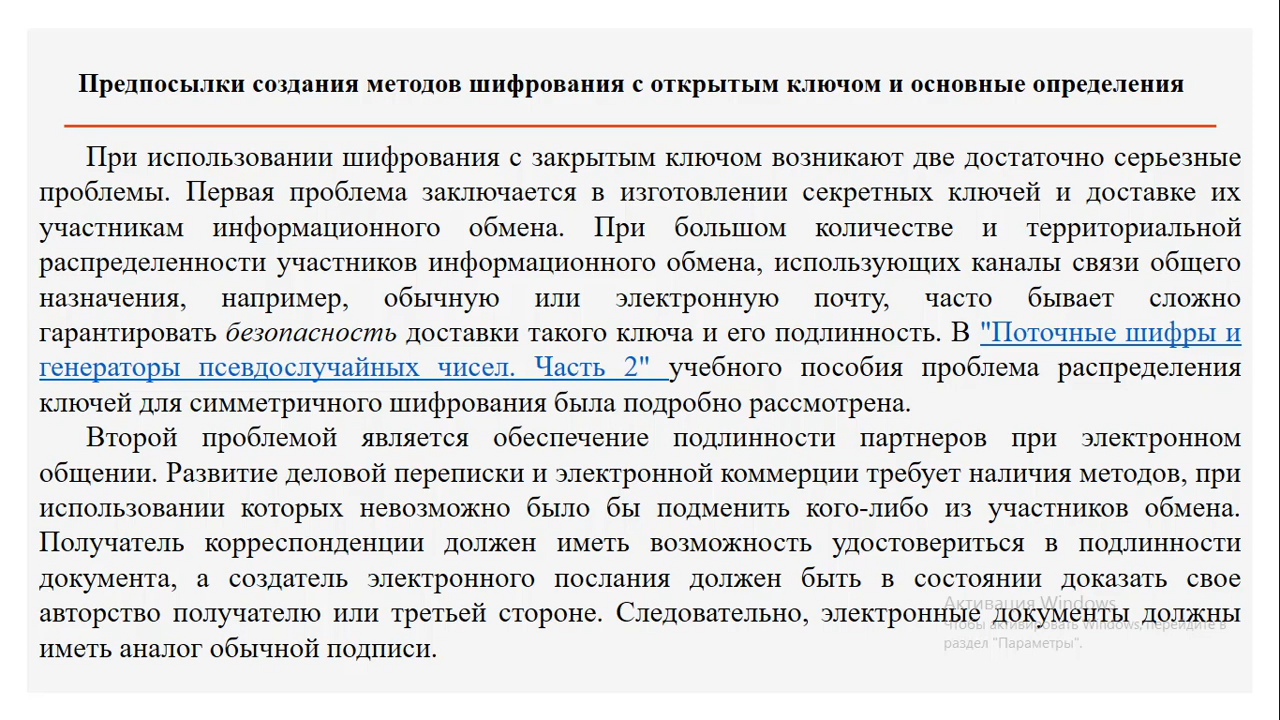 Предпосылки создания методов шифрования с открытым ключом и основные определения
При использовании шифрования с закрытым ключом возникают две достаточно серьезные
проблемы. Первая проблема заключается в изготовлении секретных ключей и доставке их
участникам информационного обмена. При большом количестве и территориальной
распределенности участников информационного обмена, использующих каналы связи общего
назначения, например, обычную или электронную почту, часто бывает сложно
гарантировать безопасность доставки такого ключа и его подлинность. В "Поточные шифры и
генераторы псевдослучайных чисел. Часть 2" учебного пособия проблема распределения
ключей для симметричного шифрования была подробно рассмотрена.
Второй проблемой является обеспечение подлинности партнеров при электронном
общении. Развитие деловой переписки и электронной коммерции требует наличия методов, при
использовании которых невозможно было бы подменить кого-либо из участников обмена.
Получатель корреспонденции должен иметь возможность удостовериться в подлинности
документа, а создатель электронного послания должен быть в состоянии доказать свое
авторство получателю или третьей стороне. Следовательно, электронные документы должны
иметь аналог обычной подписи.
Активация Windows
Чтобы активировать Windows, перейдите в
раздел "Параметры".